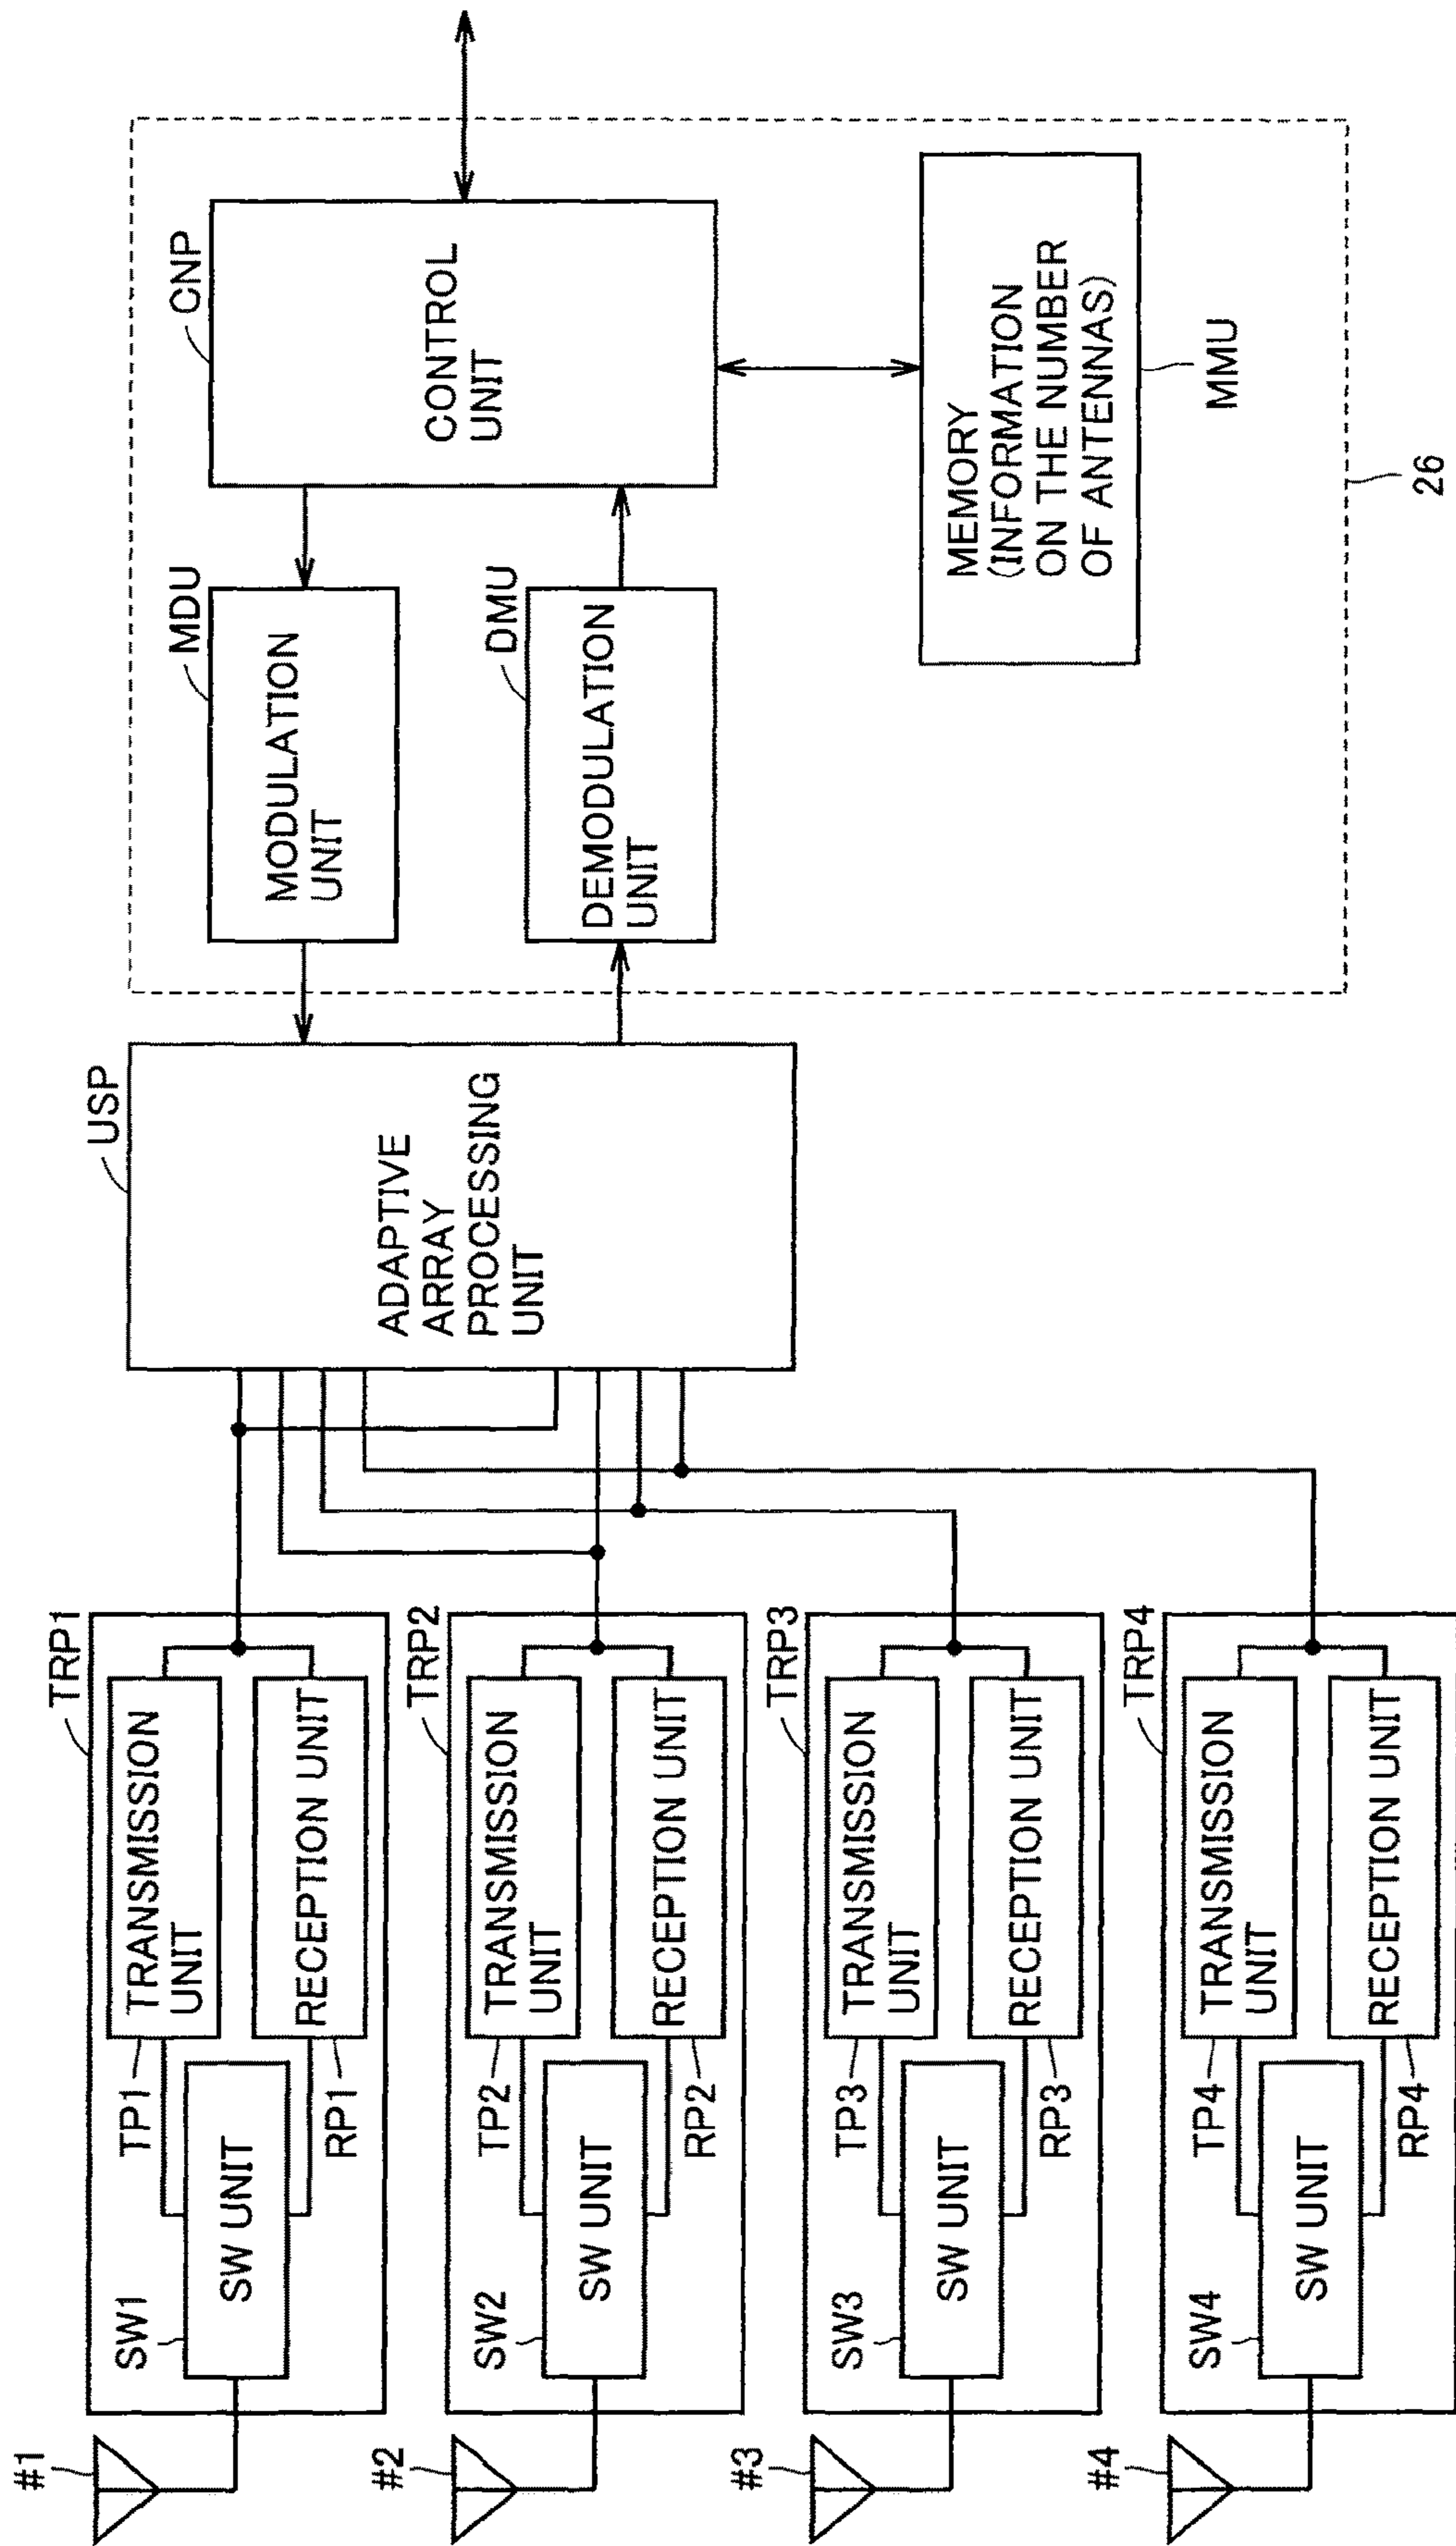 #1
SW1
SW UNIT
TP1
RP1
TRANSMISSION
UNIT
RECEPTION UNIT
TRP1
#2
SW2
SW UNIT
TP2
RP2
TRANSMISSION
UNIT
RECEPTION UNIT
TRP2
#3
SW3
SW UNIT
TP3
RP3
TRANSMISSION
UNIT
RECEPTION UNIT
TRP3
#4
SW4
SW UNIT
TP4
RP4
TRANSMISSION
UNIT
RECEPTION UNIT
TRP4
USP
ADAPTIVE
ARRAY
PROCESSING
UNIT
MDU
MODULATION
UNIT
DMU
DEMODULATION
UNIT
CNP
CONTROL
UNIT
MEMORY
(INFORMATION
ON THE NUMBER
OF ANTENNAS)
MMU
26